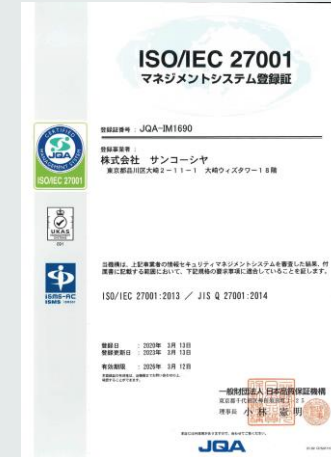 ISO/IEC 27001
マネジメントシステム登録証
登録証番号 : JQA-IM1690
登録事業者 :
株式会社 サンコーシヤ
東京都品川区大崎2-11-1 大崎ウィズタワー18階
CERTIFIED
MANAGEMENT SYSTEM
JQA
ISO/IEC 27001
UKAS
ISMS-AC
ISMS
当機構は、上記事業者の情報セキュリティマネジメントシステムを審査した結果、付
属書に記載する範囲において、下記規格の要求事項に適合していることを証します。
ISO/IEC 27001:2013 / JIS Q 27001:2014
登録日 : 2020年 3月 13日
登録更新日 : 2023年 3月 13日
有効期限 : 2026年 3月 12日
一般財団法人 日本品質保証機構
理事長 小林 憲明
JQA